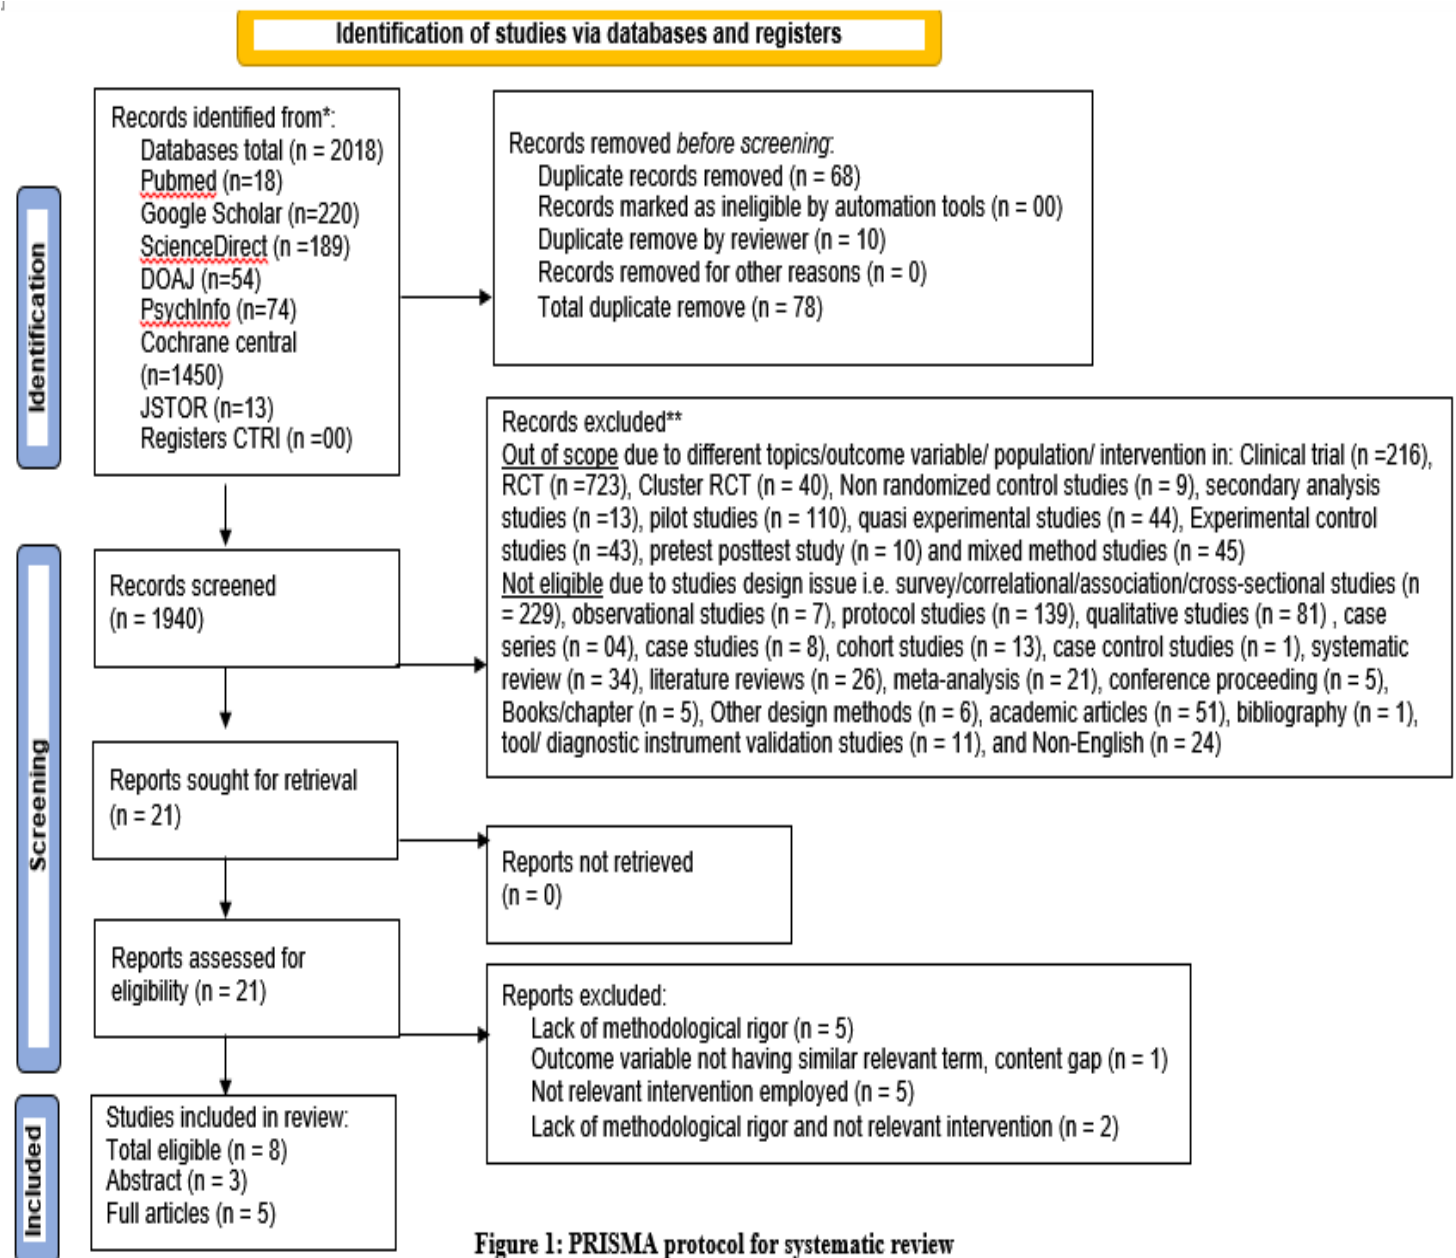 Identification of studies via databases and registers
Records identified from*:
Databases total (n = 2018)
Pubmed (n=18)
Google Scholar (n=220)
ScienceDirect (n =189)
DOAJ (n=54)
PsychInfo (n=74)
Cochrane central
(n=1450)
JSTOR (n=13)
Registers CTRI (n =00)
Records removed before screening:
Duplicate records removed (n = 68)
Records marked as ineligible by automation tools (n = 00)
Duplicate remove by reviewer (n = 10)
Records removed for other reasons (n = 0)
Total duplicate remove (n = 78)
Identification
Records excluded**
Out of scope due to different topics/outcome variable/ population/ intervention in: Clinical trial (n =216),
RCT (n =723), Cluster RCT (n = 40), Non randomized control studies (n = 9), secondary analysis
studies (n =13), pilot studies (n = 110), quasi experimental studies (n = 44), Experimental control
studies (n =43), pretest posttest study (n = 10) and mixed method studies (n = 45)
Not eligible due to studies design issue i.e. survey/correlational/association/cross-sectional studies (n
= 229), observational studies (n = 7), protocol studies (n = 139), qualitative studies (n = 81) , case
series (n = 04), case studies (n = 8), cohort studies (n = 13), case control studies (n = 1), systematic
review (n = 34), literature reviews (n = 26), meta-analysis (n = 21), conference proceeding (n = 5),
Books/chapter (n = 5), Other design methods (n = 6), academic articles (n = 51), bibliography (n = 1),
tool/ diagnostic instrument validation studies (n = 11), and Non-English (n = 24)
Records screened
(n = 1940)
Screening
Reports sought for retrieval
(n = 21)
Reports not retrieved
(n = 0)
Reports assessed for
eligibility (n = 21)
Reports excluded:
Lack of methodological rigor (n = 5)
Outcome variable not having similar relevant term, content gap (n = 1)
Not relevant intervention employed (n = 5)
Lack of methodological rigor and not relevant intervention (n = 2)
Included
Studies included in review:
Total eligible (n = 8)
Abstract (n = 3)
Full articles (n = 5)
Figure 1: PRISMA protocol for systematic review